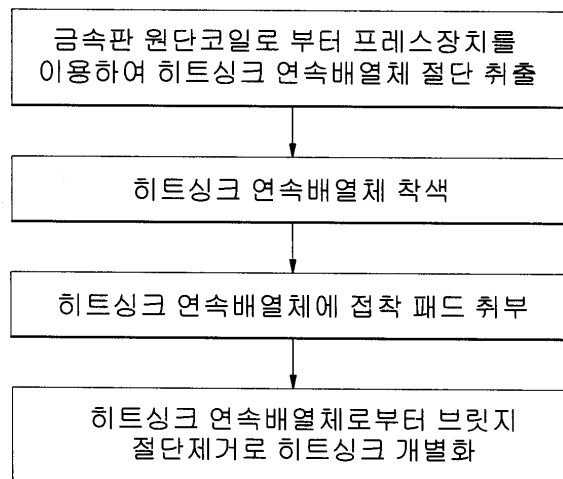 금속판 원단코일로 부터 프레스장치를
이용하여 히트싱크 연속배열체 절단 취출
히트싱크 연속배열체 착색
히트싱크 연속배열체에 접착 패드 취부
히트싱크 연속배열체로부터 브릿지
절단제거로 히트싱크 개별화